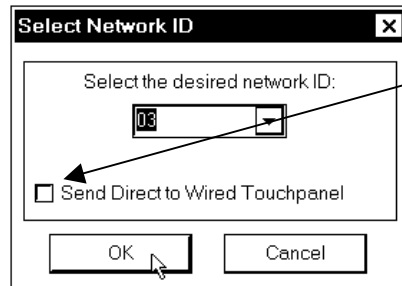 Select Network ID
Select the desired network ID:
03
Send Direct to Wired Touchpanel
OK
Cancel